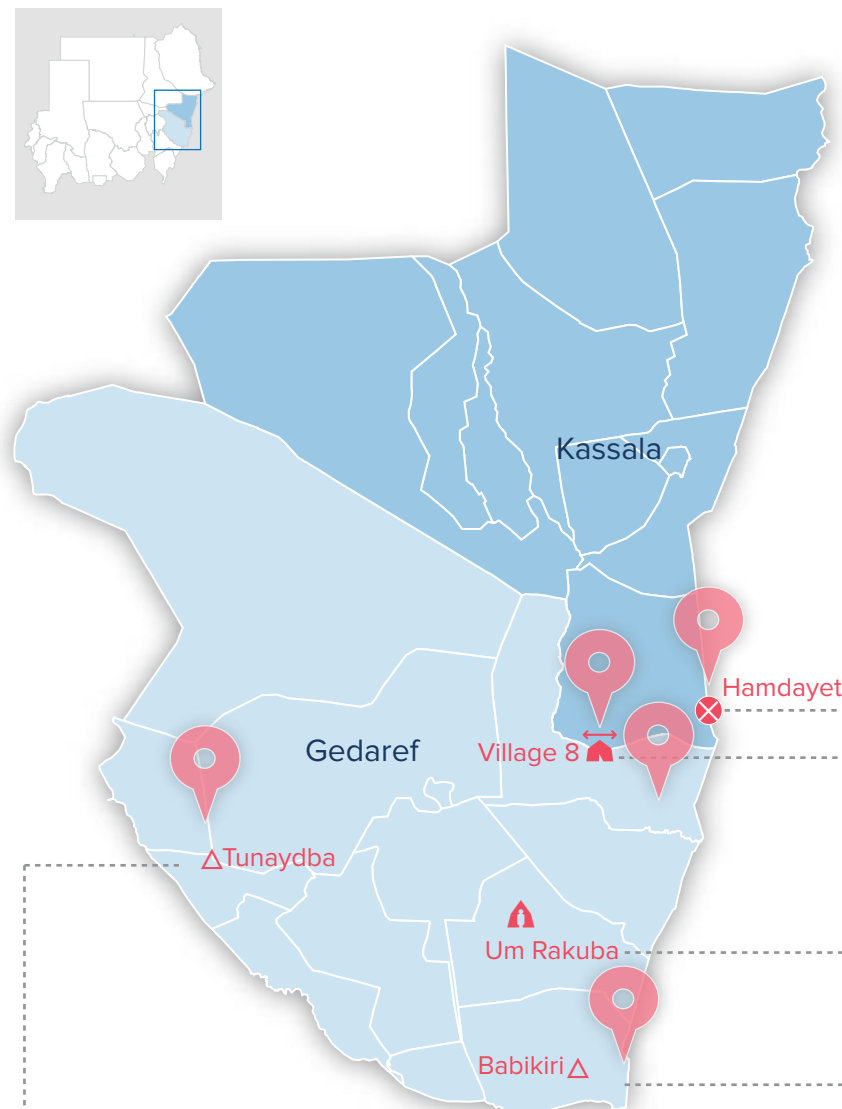 Kassala
Hamdayet
Gedaref
Village 8
Tunaydba
Um Rakuba
Babikiri